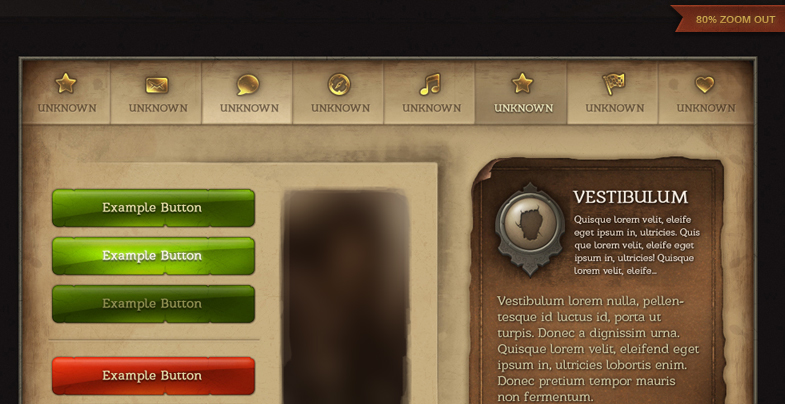 80% ZOOM OUT
UNKNOWN UNKNOWN UNKNOWN UNKNOWN UNKNOWN UNKNOWN UNKNOWN UNKNOWN
Example Button
Example Button
Example Button
Example Button
VESTIBULUM
Quisque lorem velit, eleife
eget ipsum in, ultricies. Quis
que lorem velit, eleife eget
ipsum in, ultricies! Quisque
lorem velit, eleife...
Vestibulum lorem nulla, pellen-
tesque id luctus id, porta ut
turpis. Donec a dignissim urna.
Quisque lorem velit, eleifend eget
ipsum in, ultricies lobortis enim.
Donec pretium tempor mauris
non fermentum.